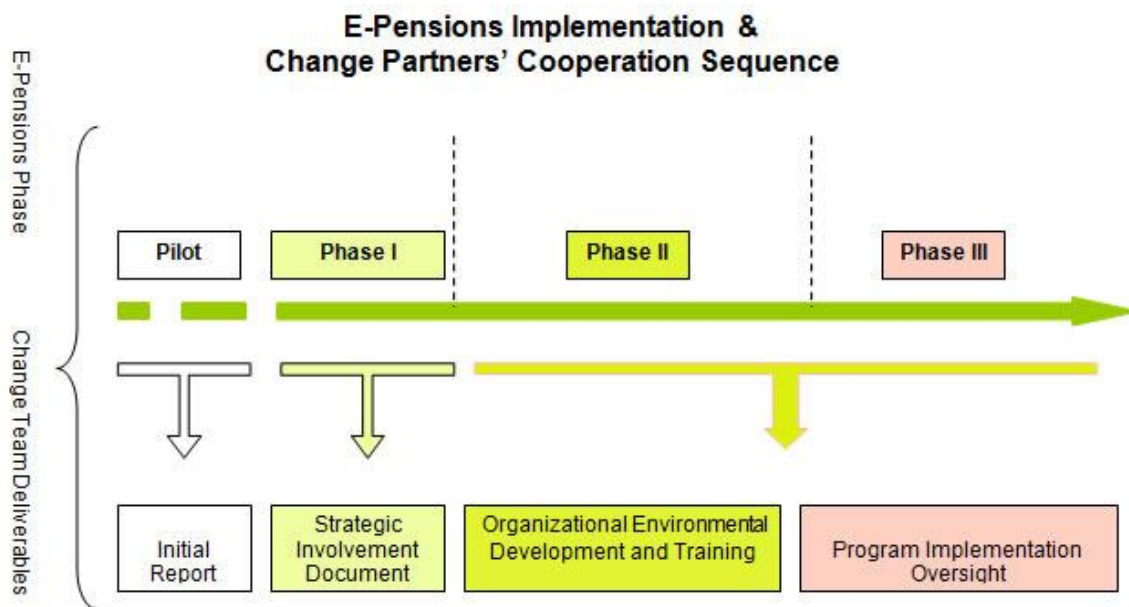 E-Pensions Implementation &
Change Partners' Cooperation Sequence
E-Pensions Phase
Pilot
Phase I
Phase II
Phase III
Change Team Deliverables
Initial
Report
Strategic
Involvement
Document
Organizational Environmental
Development and Training
Program Implementation
Oversight